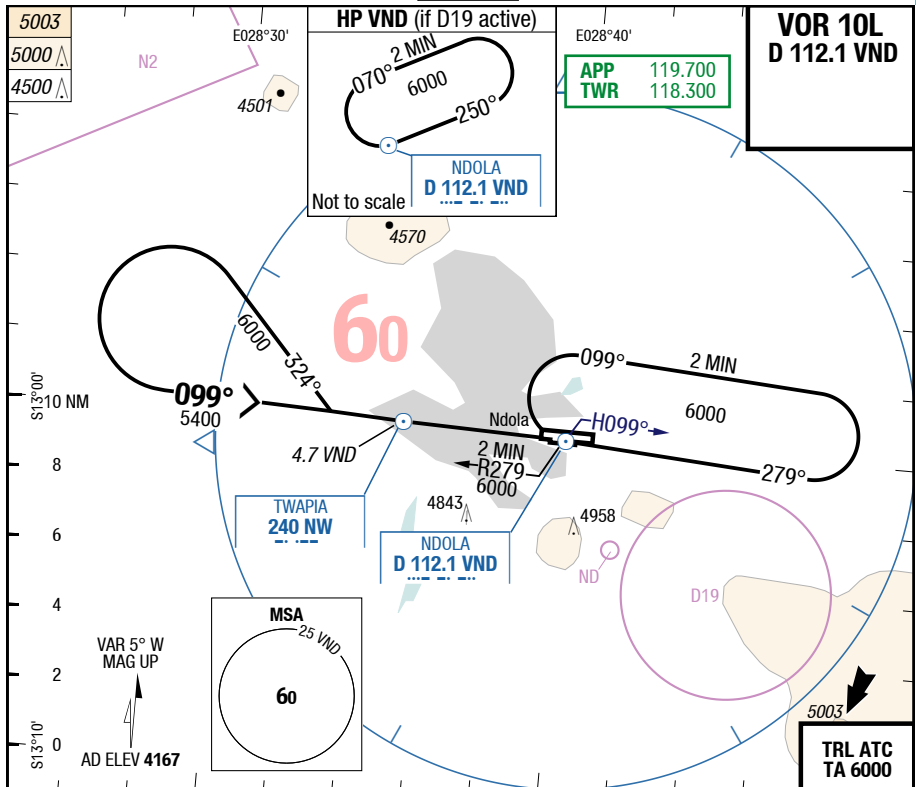 5003
5000
4500
N2
E028°30'
4501
HP VND (if D19 active)
2 MIN
070°
6000
250°
NDOLA
D 112.1 VND
Not to scale
E028°40'
APP 119.700
TWR 118.300
VOR 10L
D 112.1 VND
4570
60
6000
324°
099°
5400
S13°00'
10 NM
4.7 VND
Ndola
099°
2 MIN
6000
H099°
279°
2 MIN
R279
6000
8
TWAPIA
240 NW
4843
4958
NDOLA
D 112.1 VND
ND
D19
6
4
2
0
S13°10'
VAR 5° W
MAG UP
AD ELEV 4167
MSA
25 VND
60
5003
TRL ATC
TA 6000